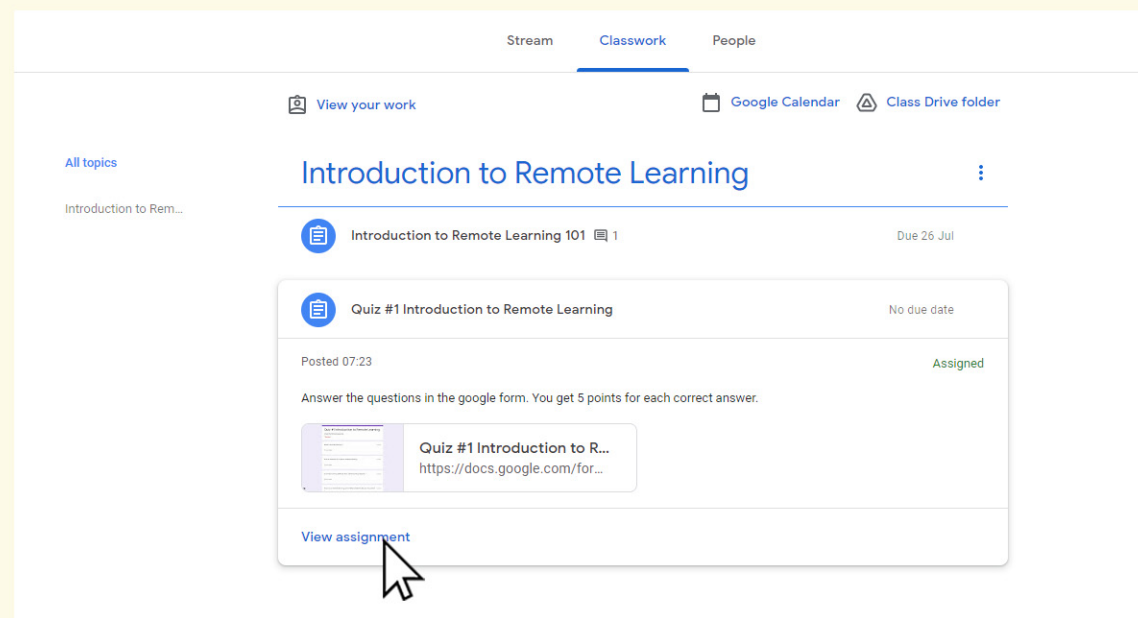 Stream Classwork People
View your work Google Calendar Class Drive folder
All topics
Introduction to Remote Learning
Introduction to Rem...
Introduction to Remote Learning 101 1 Due 26 Jul
Quiz #1 Introduction to Remote Learning No due date
Posted 07:23 Assigned
Answer the questions in the google form. You get 5 points for each correct answer.
Quiz #1 Introduction to R...
https://docs.google.com/for...
View assignment